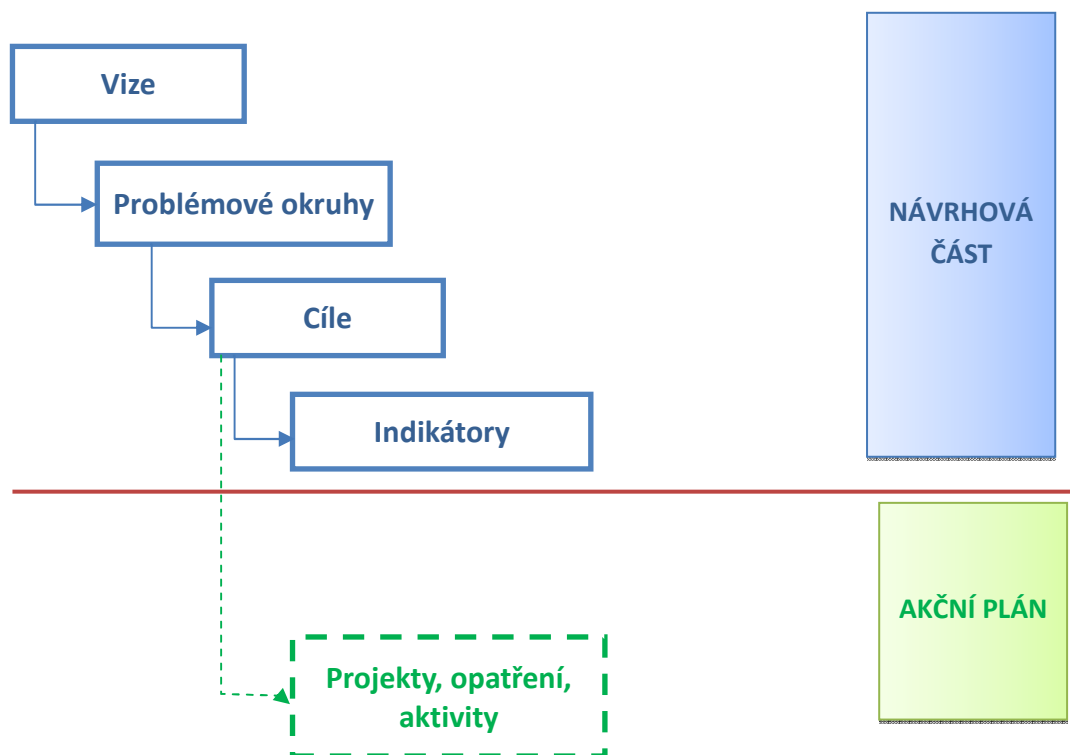 Vize
Problémové okruhy
NÁVRHOVÁ
ČÁST
Cíle
Indikátory
AKČNÍ PLÁN
Projekty, opatření,
aktivity